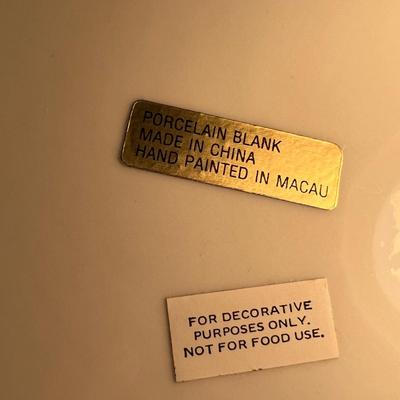 PORCELAIN BLANK
MADE IN CHINA
HAND PAINTED IN MACAU
FOR DECORATIVE
PURPOSES ONLY.
NOT FOR FOOD USE.